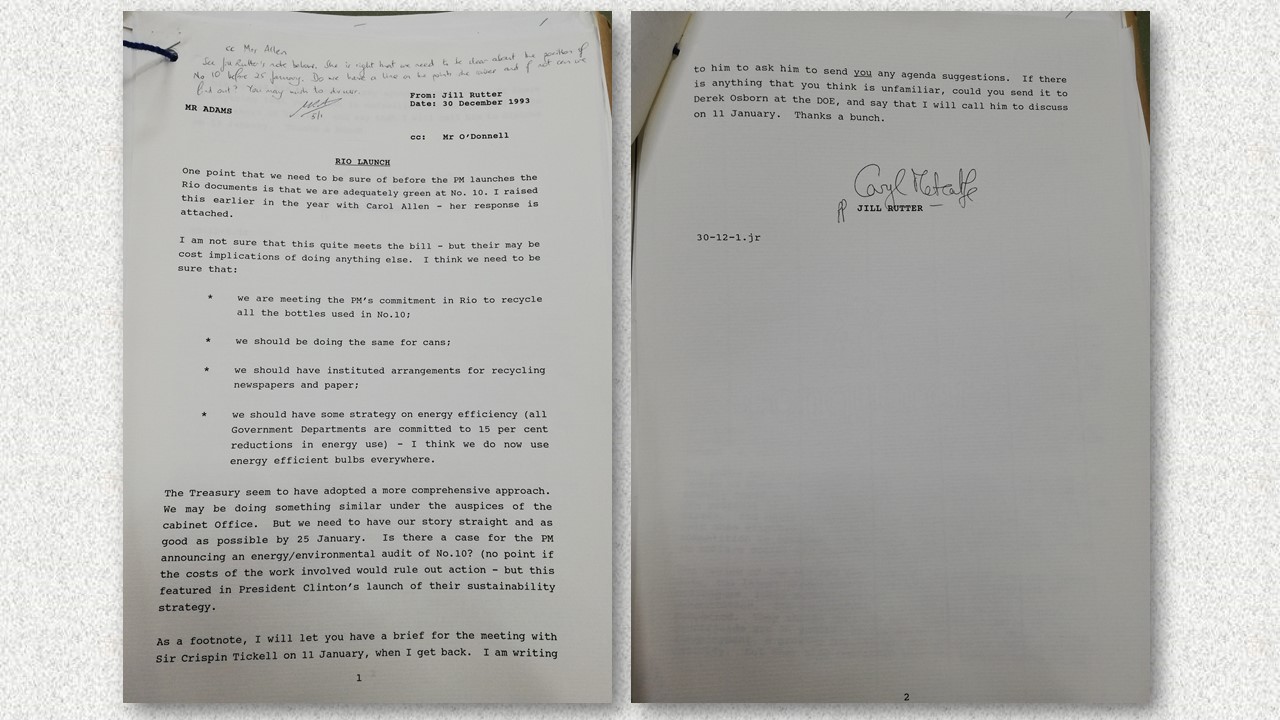 cc Mrs Allen
See Jill Rutter's note below. She is right that we need to be clear about the position of
No 10 before 25 January. Do we have a line on the points she raises and if not can we
find out? You may wish to discuss.
5/1
From: Jill Rutter
Date: 30 December 1993
MR ADAMS
cc: Mr O'Donnell
RIO LAUNCH
One point that we need to be sure of before the PM launches the
Rio documents is that we are adequately green at No. 10. I raised
this earlier in the year with Carol Allen - her response is
attached.
I am not sure that this quite meets the bill - but their may be
cost implications of doing anything else. I think we need to be
sure that:
* we are meeting the PM's commitment in Rio to recycle
all the bottles used in No.10;
* we should be doing the same for cans;
* we should have instituted arrangements for recycling
newspapers and paper;
* we should have some strategy on energy efficiency (all
Government Departments are committed to 15 per cent
reductions in energy use) - I think we do now use
energy efficient bulbs everywhere.
The Treasury seem to have adopted a more comprehensive approach.
We may be doing something similar under the auspices of the
cabinet Office. But we need to have our story straight and as
good as possible by 25 January. Is there a case for the PM
announcing an energy/environmental audit of No.10? (no point if
the costs of the work involved would rule out action - but this
featured in President Clinton's launch of their sustainability
strategy.
As a footnote, I will let you have a brief for the meeting with
Sir Crispin Tickell on 11 January, when I get back. I am writing
1
to him to ask him to send you any agenda suggestions. If there
is anything that you think is unfamiliar, could you send it to
Derek Osborn at the DOE, and say that I will call him to discuss
on 11 January. Thanks a bunch.
Caryl Metcalfe
PP JILL RUTTER
30-12-1.jr
2